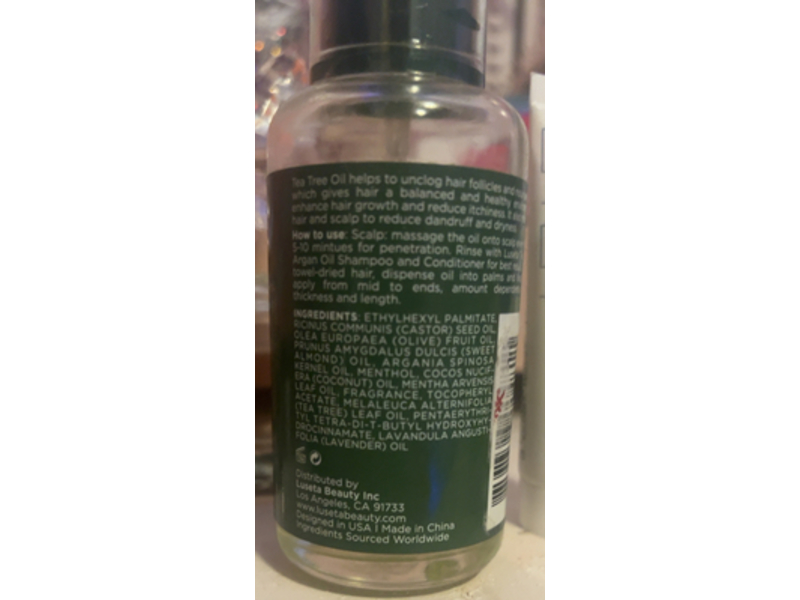 Tea Tree Oil helps to unclog hair follicles and
which gives hair a balanced and healthy
enhance hair growth and reduce itchiness. It
hair and scalp to reduce dandruff and dryness.
How to use: Scalp: massage the oil onto scalp
5-10 mintues for penetration. Rinse with Luseta
Argan Oil Shampoo and Conditioner for best
towel-dried hair, dispense oil into palms and
apply from mid to ends, amount
thickness and length.
INGREDIENTS: ETHYLHEXYL PALMITATE,
RICINUS COMMUNIS (CASTOR) SEED OIL,
OLEA EUROPAEA (OLIVE) FRUIT OIL,
PRUNUS AMYGDALUS DULCIS (SWEET
ALMOND) OIL, ARGANIA SPINOSA
KERNEL OIL, MENTHOL, COCOS NUCIF-
ERA (COCONUT) OIL, MENTHA ARVENSIS
LEAF OIL, FRAGRANCE, TOCOPHERYL
ACETATE, MELALEUCA ALTERNIFOLIA
(TEA TREE) LEAF OIL, PENTAERYTHRI-
TYL TETRA-DI-T-BUTYL HYDROXYHY-
DROCINNAMATE, LAVANDULA ANGUSTI-
FOLIA (LAVENDER) OIL
Distributed by
Luseta Beauty Inc
Los Angeles, CA 91733
www.lusetabeauty.com
Designed in USA | Made in China
Ingredients Sourced Worldwide